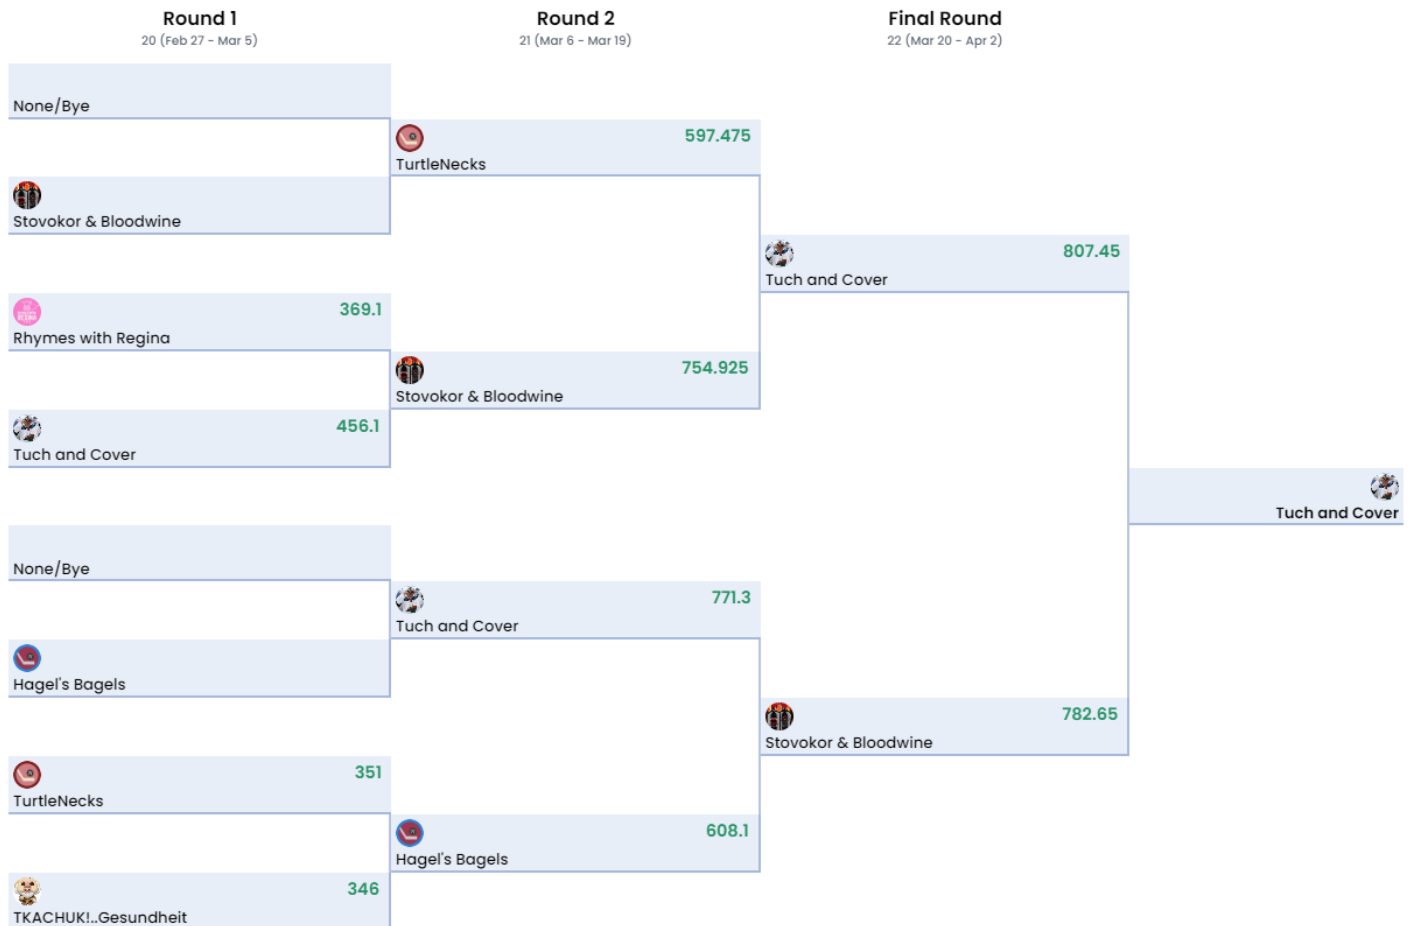 Round 1
20 (Feb 27 - Mar 5)
Round 2
21 (Mar 6 - Mar 19)
Final Round
22 (Mar 20 - Apr 2)
None/Bye
Stovokor & Bloodwine
369.1
Rhymes with Regina
456.1
Tuch and Cover
None/Bye
Hagel's Bagels
351
TurtleNecks
346
TKACHUK!..Gesundheit
597.475
TurtleNecks
754.925
Stovokor & Bloodwine
771.3
Tuch and Cover
608.1
Hagel's Bagels
807.45
Tuch and Cover
782.65
Stovokor & Bloodwine
Tuch and Cover